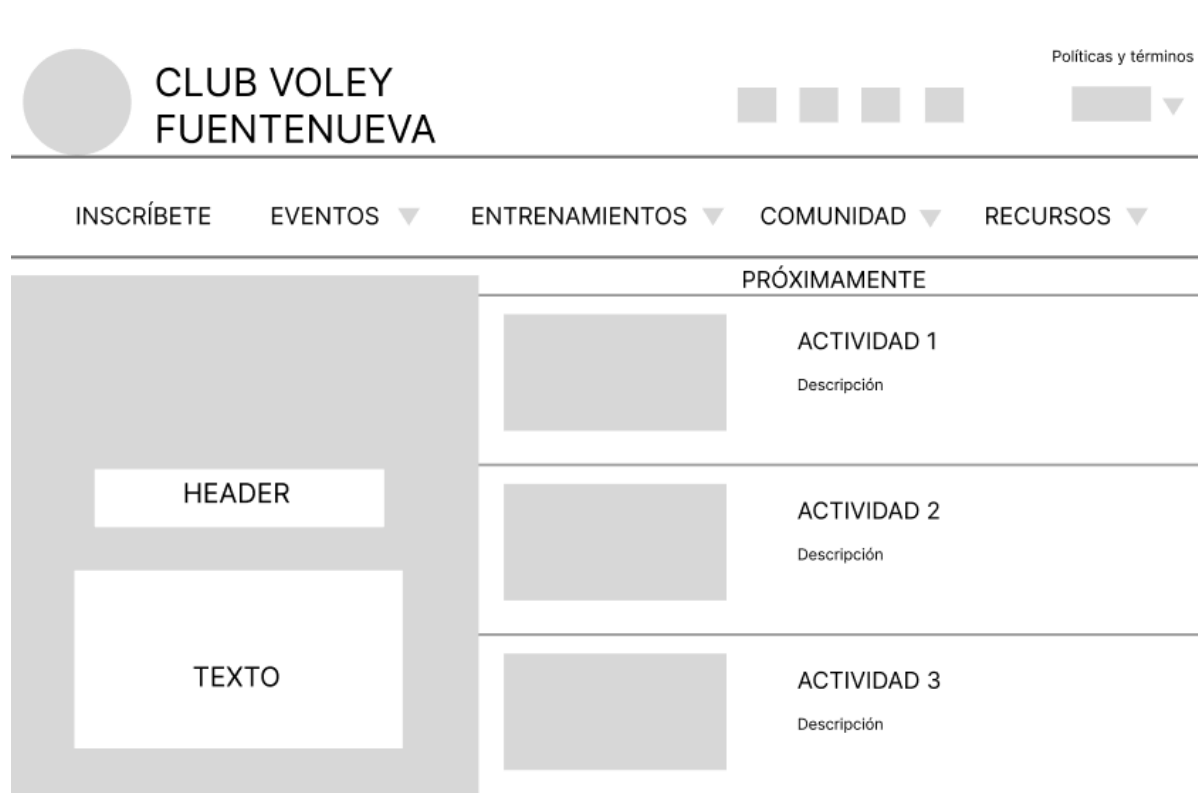 Políticas y términos
CLUB VOLEY
FUENTENUEVA
INSCRÍBETE EVENTOS ENTRENAMIENTOS COMUNIDAD RECURSOS
PRÓXIMAMENTE
HEADER
TEXTO
ACTIVIDAD 1
Descripción
ACTIVIDAD 2
Descripción
ACTIVIDAD 3
Descripción